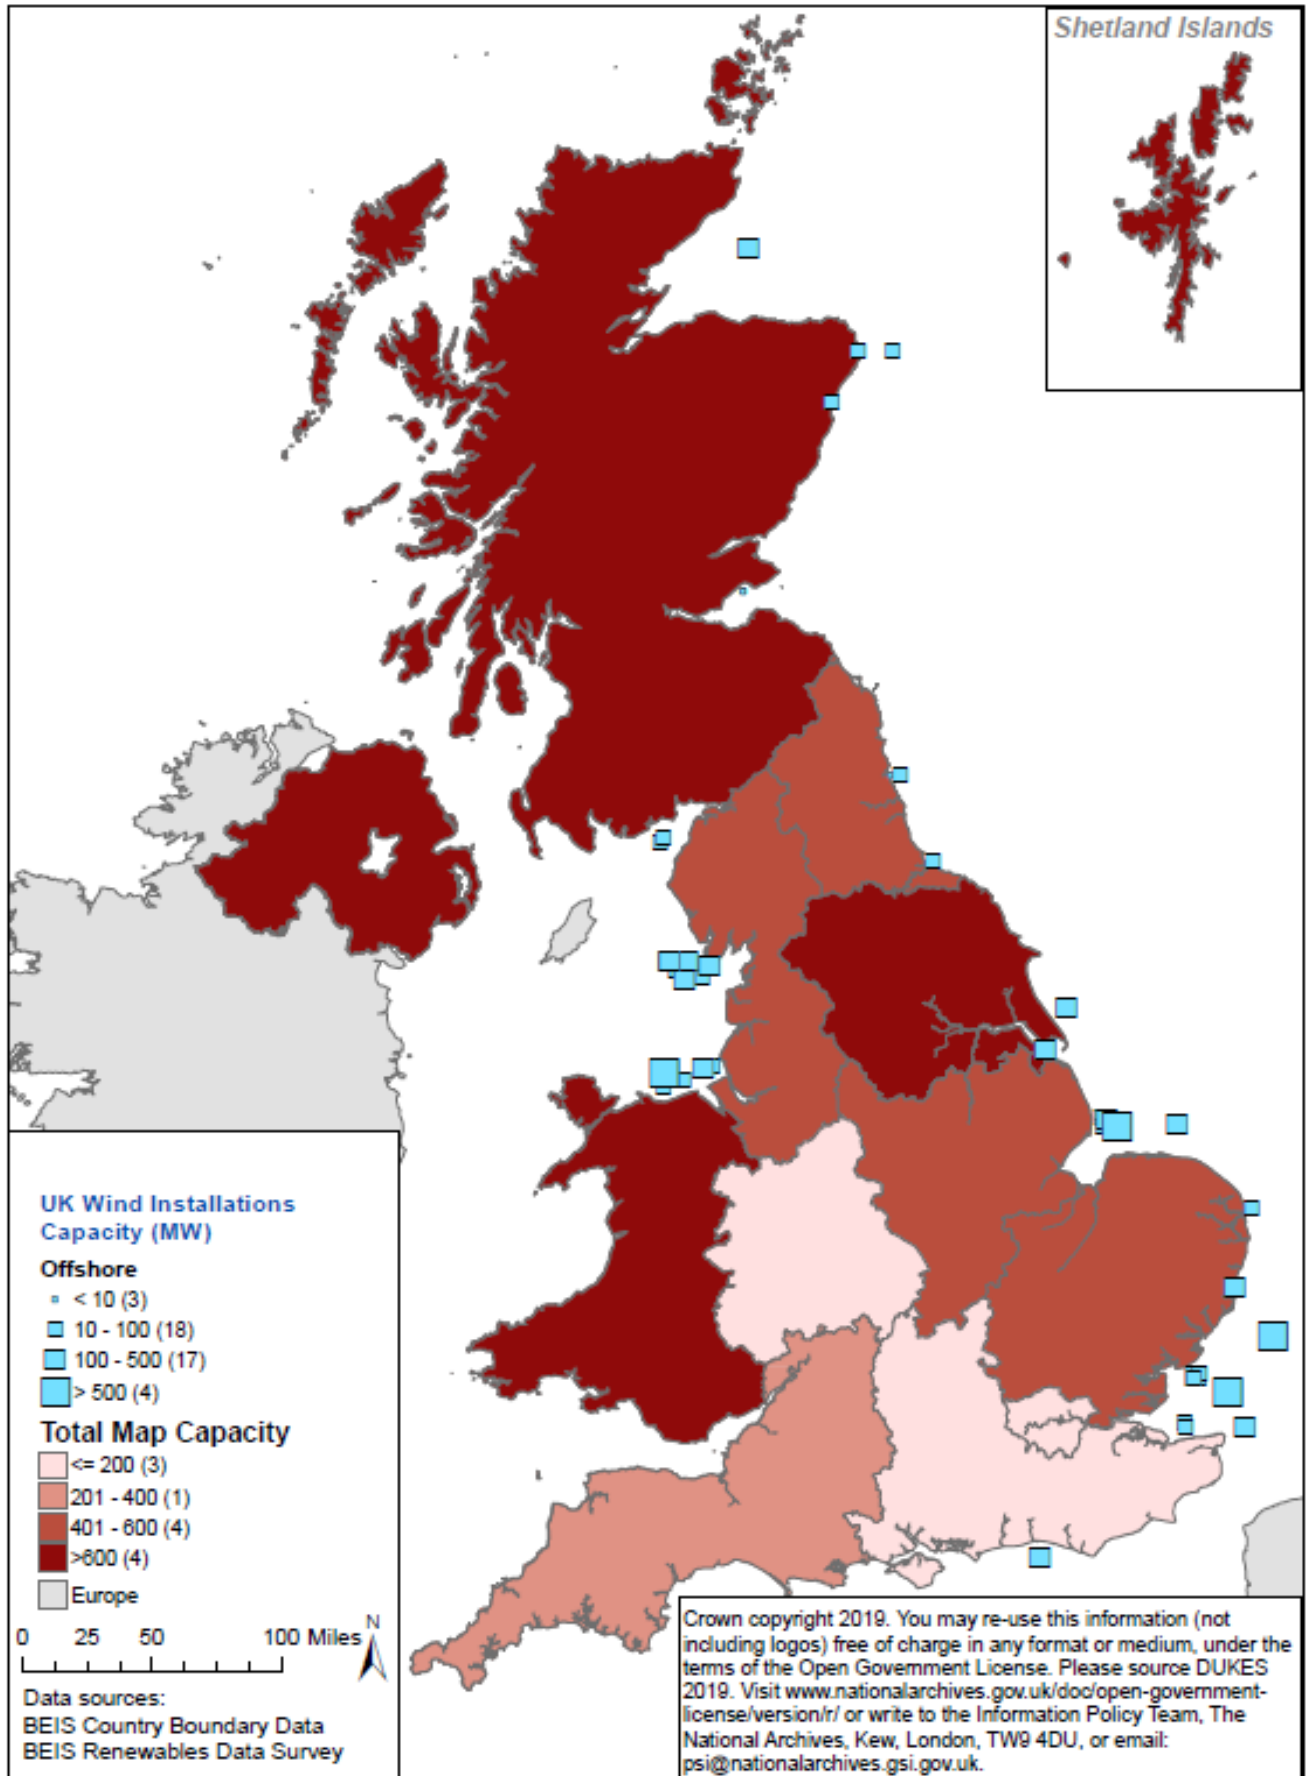 Shetland Islands
UK Wind Installations
Capacity (MW)
Offshore
< 10 (3)
10 - 100 (18)
100 - 500 (17)
> 500 (4)
Total Map Capacity
<= 200 (3)
201 - 400 (1)
401 - 600 (4)
>600 (4)
Europe
0 25 50 100 Miles
N
Data sources:
BEIS Country Boundary Data
BEIS Renewables Data Survey
Crown copyright 2019. You may re-use this information (not
including logos) free of charge in any format or medium, under the
terms of the Open Government License. Please source DUKES
2019. Visit www.nationalarchives.gov.uk/doc/open-government-
license/version/r/ or write to the Information Policy Team, The
National Archives, Kew, London, TW9 4DU, or email:
psi@nationalarchives.gsi.gov.uk.